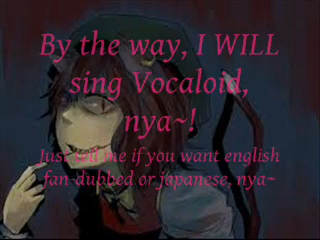 By the way, I WILL
sing Vocaloid,
nya~!
Just tell me if you want english
fan-dubbed or japanese, nya~